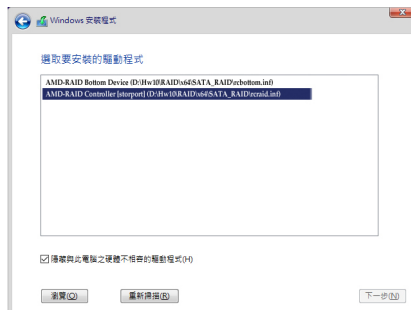 Windows 安裝程式
選取要安裝的驅動程式
AMD-RAID Bottom Device (D:\Hw10\RAID\x64\SATA_RAID\rcbottom.inf)
AMD-RAID Controller [storport] (D:\Hw10\RAID\x64\SATA_RAID\rcraid.inf)
隱藏與此電腦之硬體不相容的驅動程式(H)
瀏覽(O) 重新掃描(R) 下一步(N)